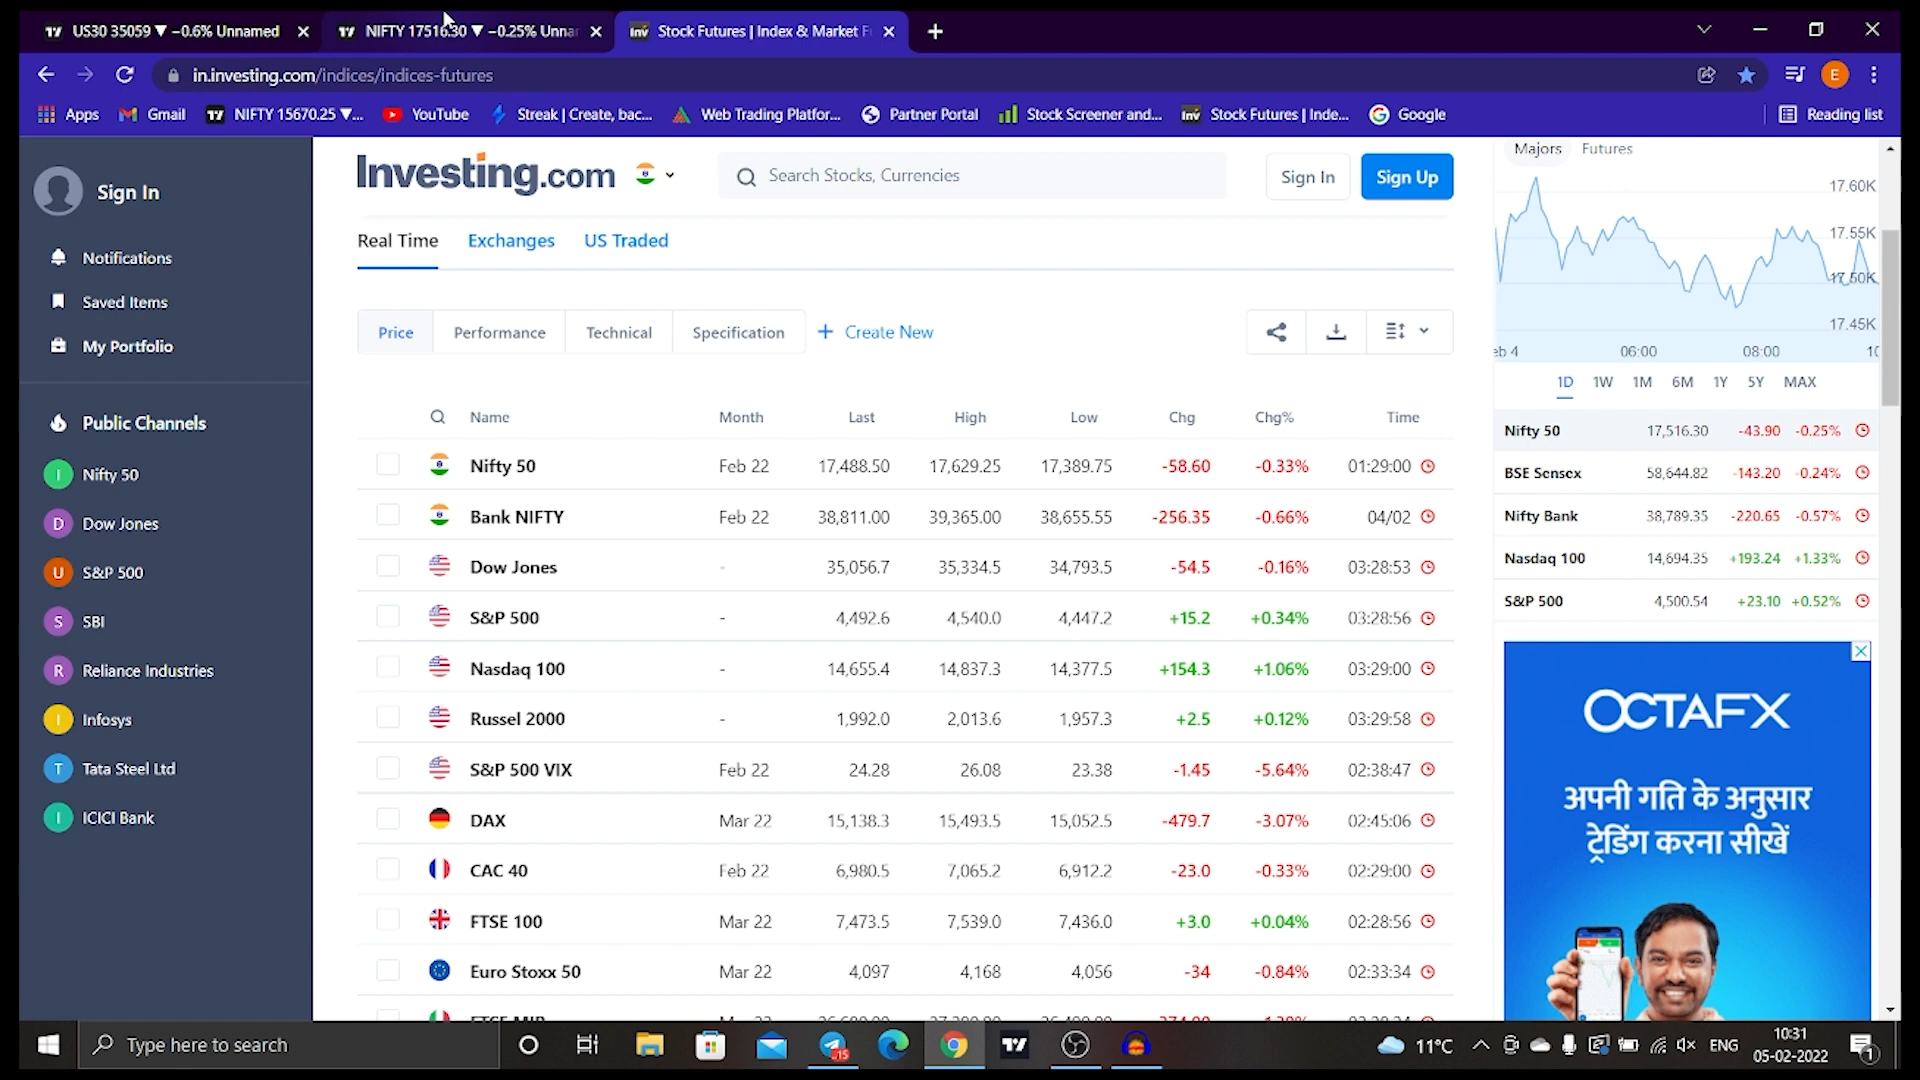 US30 35059 ▼ −0.6% Unnamed
NIFTY 17516.30 ▼ −0.25% Unnar
Stock Futures | Index & Market F
in.investing.com/indices/indices-futures
E
Apps
Gmail
NIFTY 15670.25 ▼...
YouTube
Streak | Create, bac...
Web Trading Platfor...
Partner Portal
Stock Screener and...
Stock Futures | Inde...
Google
Reading list
Sign In
Notifications
Saved Items
My Portfolio
Public Channels
I Nifty 50
D Dow Jones
U S&P 500
S SBI
R Reliance Industries
I Infosys
T Tata Steel Ltd
I ICICI Bank
Investing.com
Search Stocks, Currencies
Sign In
Sign Up
Real Time Exchanges US Traded
Price Performance Technical Specification + Create New
Name Month Last High Low Chg Chg% Time
Nifty 50 Feb 22 17,488.50 17,629.25 17,389.75 -58.60 -0.33% 01:29:00
Bank NIFTY Feb 22 38,811.00 39,365.00 38,655.55 -256.35 -0.66% 04/02
Dow Jones - 35,056.7 35,334.5 34,793.5 -54.5 -0.16% 03:28:53
S&P 500 - 4,492.6 4,540.0 4,447.2 +15.2 +0.34% 03:28:56
Nasdaq 100 - 14,655.4 14,837.3 14,377.5 +154.3 +1.06% 03:29:00
Russel 2000 - 1,992.0 2,013.6 1,957.3 +2.5 +0.12% 03:29:58
S&P 500 VIX Feb 22 24.28 26.08 23.38 -1.45 -5.64% 02:38:47
DAX Mar 22 15,138.3 15,493.5 15,052.5 -479.7 -3.07% 02:45:06
CAC 40 Feb 22 6,980.5 7,065.2 6,912.2 -23.0 -0.33% 02:29:00
FTSE 100 Mar 22 7,473.5 7,539.0 7,436.0 +3.0 +0.04% 02:28:56
Euro Stoxx 50 Mar 22 4,097 4,168 4,056 -34 -0.84% 02:33:34
Majors Futures
17.60K
17.55K
17.50K
17.45K
eb 4 06:00 08:00 10
1D 1W 1M 6M 1Y 5Y MAX
Nifty 50 17,516.30 -43.90 -0.25%
BSE Sensex 58,644.82 -143.20 -0.24%
Nifty Bank 38,789.35 -220.65 -0.57%
Nasdaq 100 14,694.35 +193.24 +1.33%
S&P 500 4,500.54 +23.10 +0.52%
OCTAFX
अपनी गति के अनुसार
ट्रेडिंग करना सीखें
Type here to search
15
11°C
ENG
10:31
05-02-2022
1